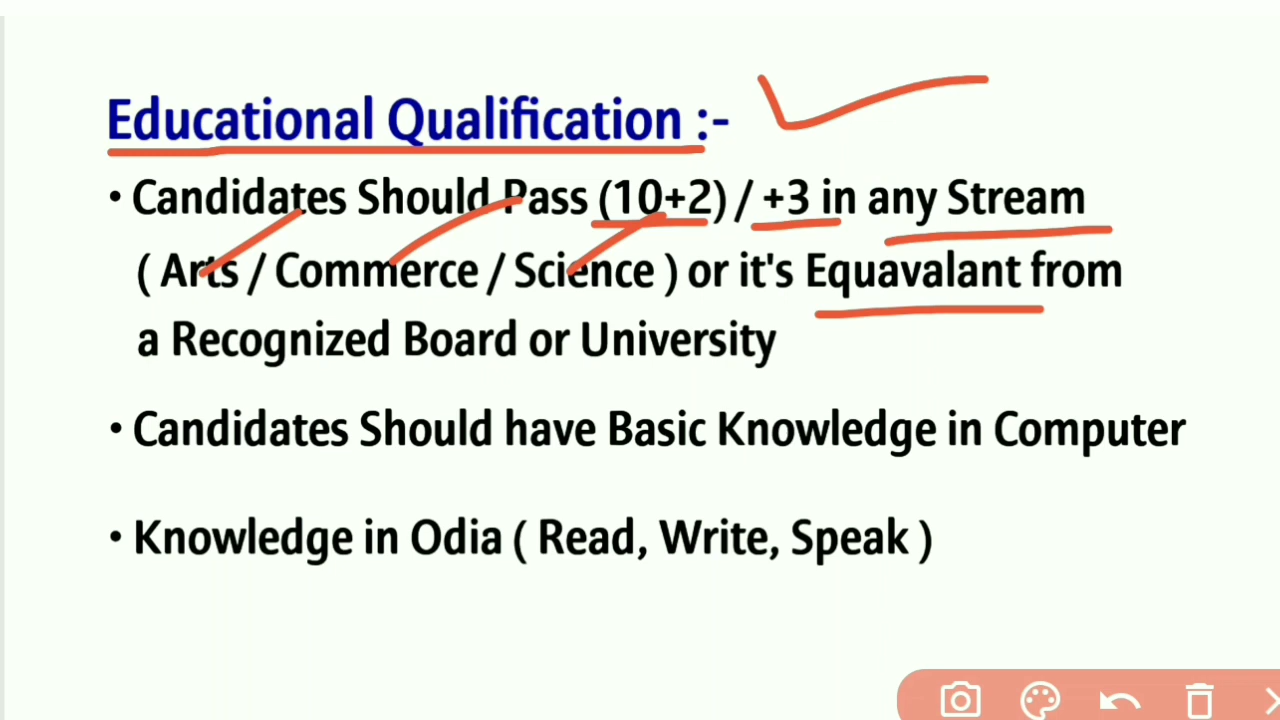 Educational Qualification :-
• Candidates Should Pass (10+2) / +3 in any Stream
( Arts / Commerce / Science ) or it's Equavalant from
a Recognized Board or University
• Candidates Should have Basic Knowledge in Computer
• Knowledge in Odia ( Read, Write, Speak )